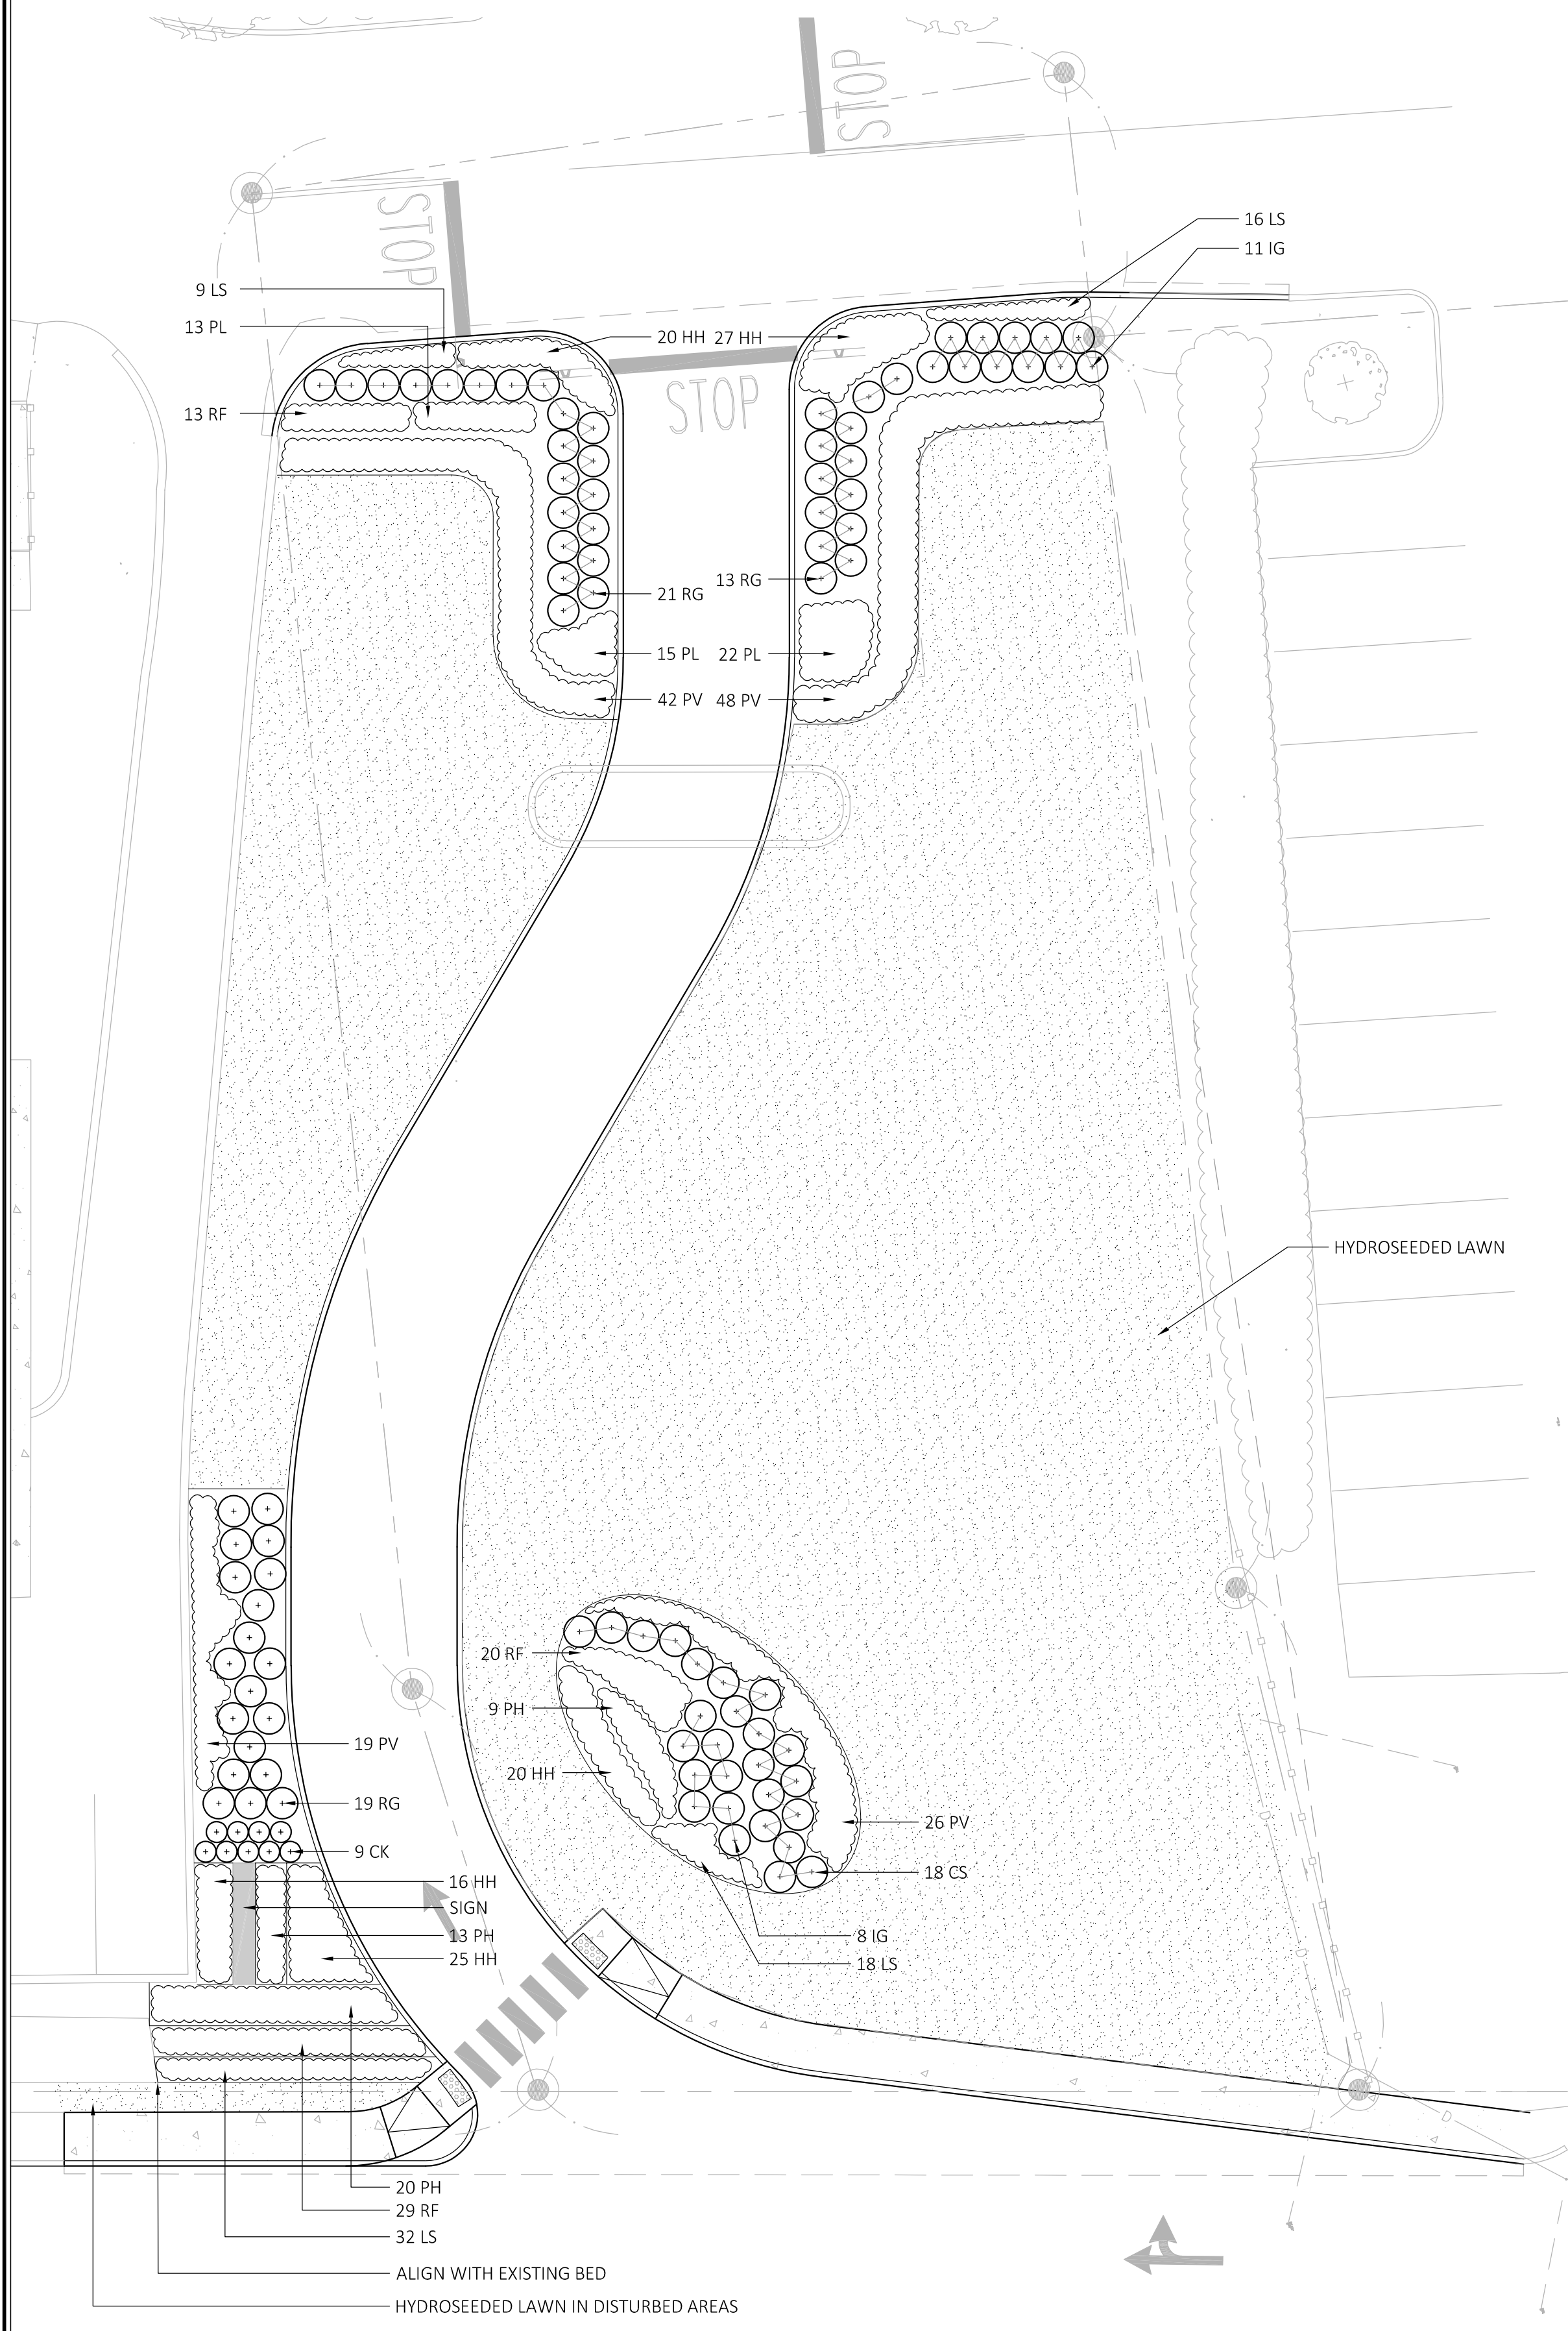 STOP
STOP
16 LS
11 IG
9 LS
13 PL
20 HH
27 HH
STOP
13 RF
13 RG
21 RG
15 PL
22 PL
42 PV
48 PV
HYDROSEEDED LAWN
20 RF
9 PH
19 PV
20 HH
19 RG
26 PV
9 CK
18 CS
16 HH
SIGN
13 PH
8 IG
25 HH
18 LS
20 PH
29 RF
32 LS
ALIGN WITH EXISTING BED
HYDROSEEDED LAWN IN DISTURBED AREAS